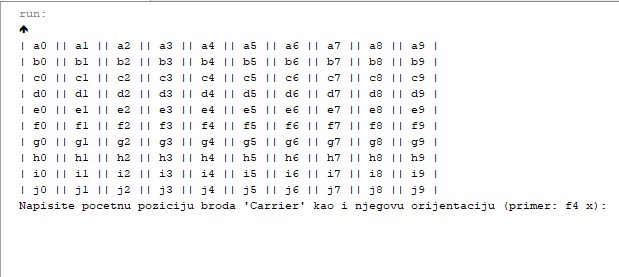 run:
🡹
| a0 || a1 || a2 || a3 || a4 || a5 || a6 || a7 || a8 || a9 |
| b0 || b1 || b2 || b3 || b4 || b5 || b6 || b7 || b8 || b9 |
| c0 || c1 || c2 || c3 || c4 || c5 || c6 || c7 || c8 || c9 |
| d0 || d1 || d2 || d3 || d4 || d5 || d6 || d7 || d8 || d9 |
| e0 || e1 || e2 || e3 || e4 || e5 || e6 || e7 || e8 || e9 |
| f0 || f1 || f2 || f3 || f4 || f5 || f6 || f7 || f8 || f9 |
| g0 || g1 || g2 || g3 || g4 || g5 || g6 || g7 || g8 || g9 |
| h0 || h1 || h2 || h3 || h4 || h5 || h6 || h7 || h8 || h9 |
| i0 || i1 || i2 || i3 || i4 || i5 || i6 || i7 || i8 || i9 |
| j0 || j1 || j2 || j3 || j4 || j5 || j6 || j7 || j8 || j9 |
Napisite pocetnu poziciju broda 'Carrier' kao i njegovu orijentaciju (primer: f4 x):